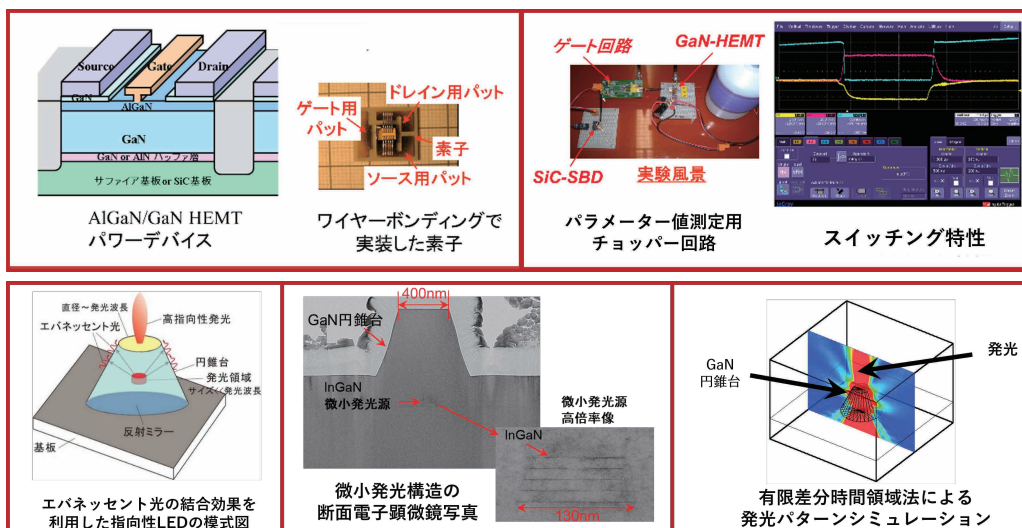 Source
Gate
Drain
GaN
AlGaN
GaN
GaN or AlN バッファ層
サファイア基板or SiC基板
AlGaN/GaN HEMT
パワーデバイス
ドレイン用パット
ゲート用
パット
素子
ソース用パット
ワイヤーボンディングで
実装した素子
ゲート回路
GaN-HEMT
SiC-SBD
実験風景
パラメーター値測定用
チョッパー回路
スイッチング特性
直径~発光波長
エバネッセント光
高指向性発光
円錐台
発光領域
サイズ<発光波長
反射ミラー
基板
エバネッセント光の結合効果を
利用した指向性LEDの模式図
400nm
GaN円錐台
InGaN
微小発光源
微小発光源
高倍率像
InGaN
130nm
微小発光構造の
断面電子顕微鏡写真
GaN
円錐台
発光
有限差分時間領域法による
発光パターンシミュレーション